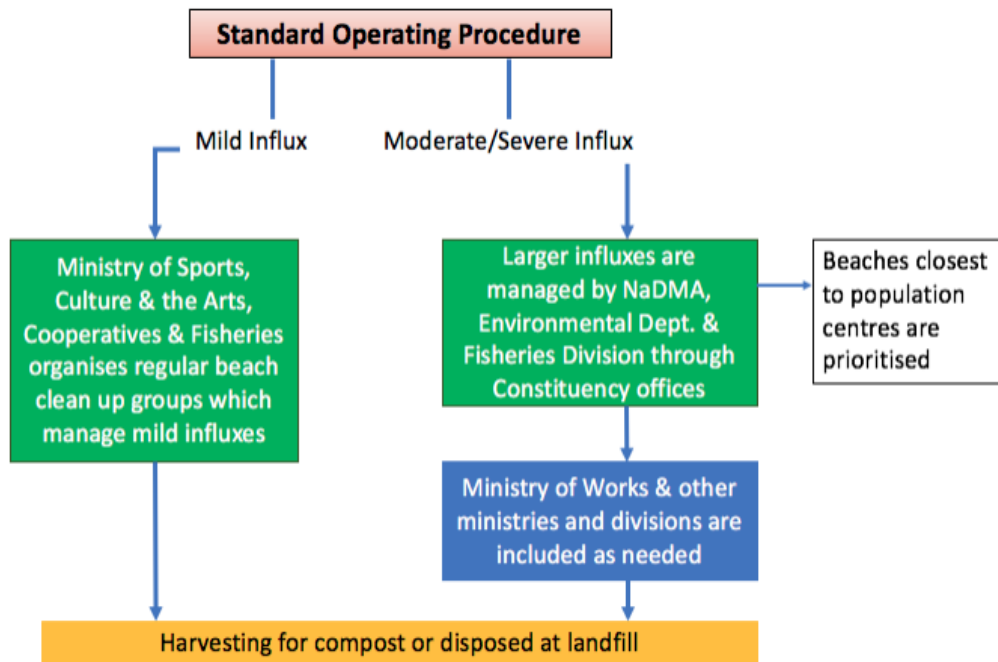 Standard Operating Procedure
Mild Influx
Moderate/Severe Influx
Ministry of Sports,
Culture & the Arts,
Cooperatives & Fisheries
organises regular beach
clean up groups which
manage mild influxes
Larger influxes are
managed by NaDMA,
Environmental Dept. &
Fisheries Division through
Constituency offices
Beaches closest
to population
centres are
prioritised
Ministry of Works & other
ministries and divisions are
included as needed
Harvesting for compost or disposed at landfill